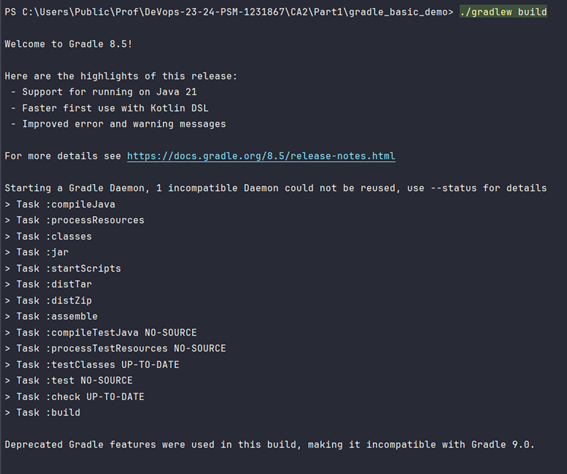 PS C:\Users\Public\Prof\DeVops-23-24-PSM-1231867\CA2\Part1\gradle_basic_demo> ./gradlew build
Welcome to Gradle 8.5!
Here are the highlights of this release:
 - Support for running on Java 21
 - Faster first use with Kotlin DSL
 - Improved error and warning messages
For more details see https://docs.gradle.org/8.5/release-notes.html
Starting a Gradle Daemon, 1 incompatible Daemon could not be reused, use --status for details
> Task :compileJava
> Task :processResources
> Task :classes
> Task :jar
> Task :startScripts
> Task :distTar
> Task :distZip
> Task :assemble
> Task :compileTestJava NO-SOURCE
> Task :processTestResources NO-SOURCE
> Task :testClasses UP-TO-DATE
> Task :test NO-SOURCE
> Task :check UP-TO-DATE
> Task :build
Deprecated Gradle features were used in this build, making it incompatible with Gradle 9.0.